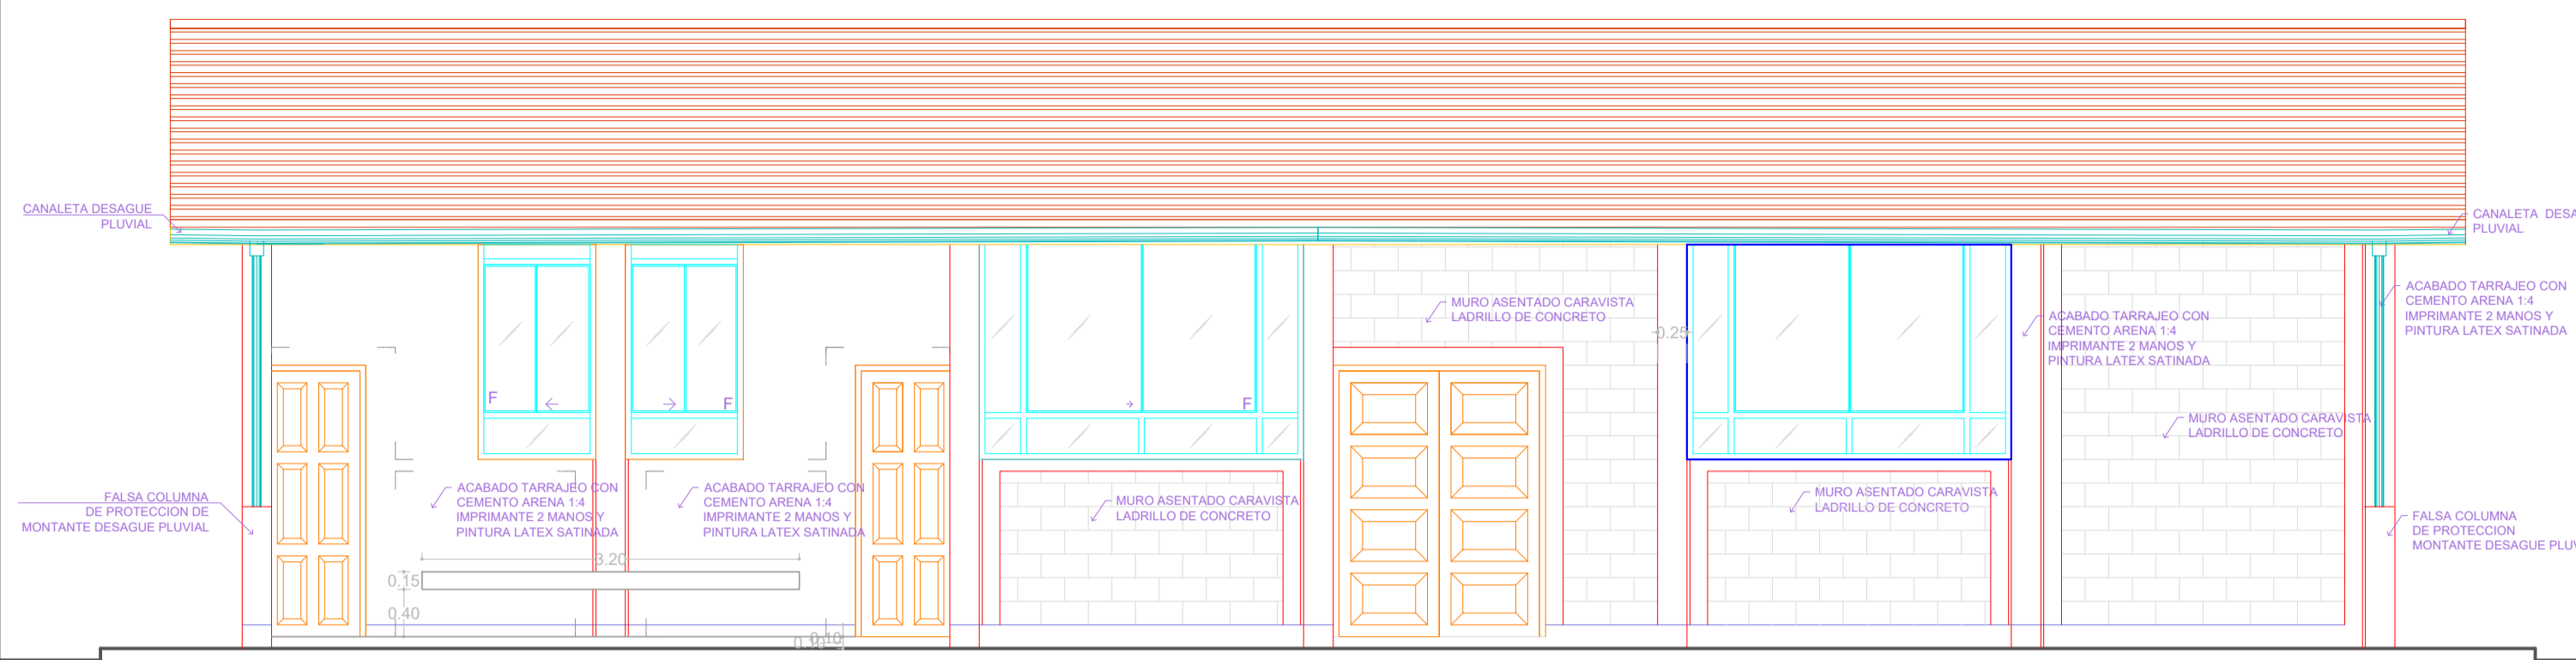 CANALETA DESAGUE
PLUVIAL
CANALETA DESA
PLUVIAL
ACABADO TARRAJEO CON
CEMENTO ARENA 1:4
IMPRIMANTE 2 MANOS Y
PINTURA LATEX SATINADA
MURO ASENTADO CARAVISTA
LADRILLO DE CONCRETO
0.25
ACABADO TARRAJEO CON
CEMENTO ARENA 1:4
IMPRIMANTE 2 MANOS Y
PINTURA LATEX SATINADA
F
F
F
MURO ASENTADO CARAVISTA
LADRILLO DE CONCRETO
FALSA COLUMNA
DE PROTECCION DE
MONTANTE DESAGUE PLUVIAL
ACABADO TARRAJEO CON
CEMENTO ARENA 1:4
IMPRIMANTE 2 MANOS Y
PINTURA LATEX SATINADA
ACABADO TARRAJEO CON
CEMENTO ARENA 1:4
IMPRIMANTE 2 MANOS Y
PINTURA LATEX SATINADA
MURO ASENTADO CARAVISTA
LADRILLO DE CONCRETO
MURO ASENTADO CARAVISTA
LADRILLO DE CONCRETO
FALSA COLUMNA
DE PROTECCION
MONTANTE DESAGUE PLUV
3.20
0.15
0.40
0.10
0.10